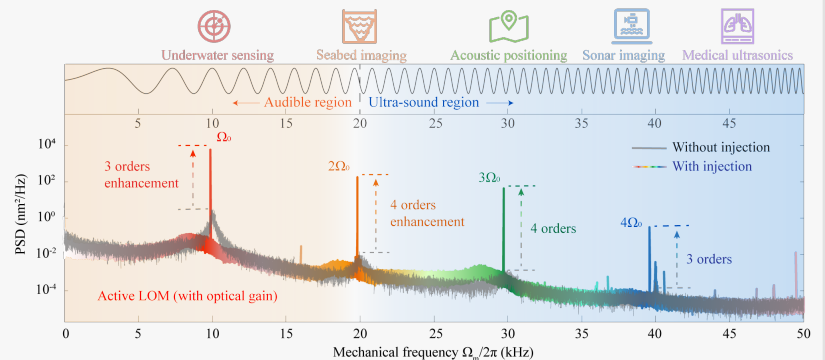 Underwater sensing Seabed imaging Acoustic positioning Sonar imaging Medical ultrasonics
← Audible region Ultra-sound region →
5 10 15 20 25 30 35 40 45
PSD (nm²/Hz)
10⁴
10²
10⁰
10⁻²
10⁻⁴
Ω₀
3 orders
enhancement
2Ω₀
4 orders
enhancement
3Ω₀
4 orders
4Ω₀
3 orders
Without injection
With injection
Active LOM (with optical gain)
0 5 10 15 20 25 30 35 40 45 50
Mechanical frequency Ωₘ/2π (kHz)